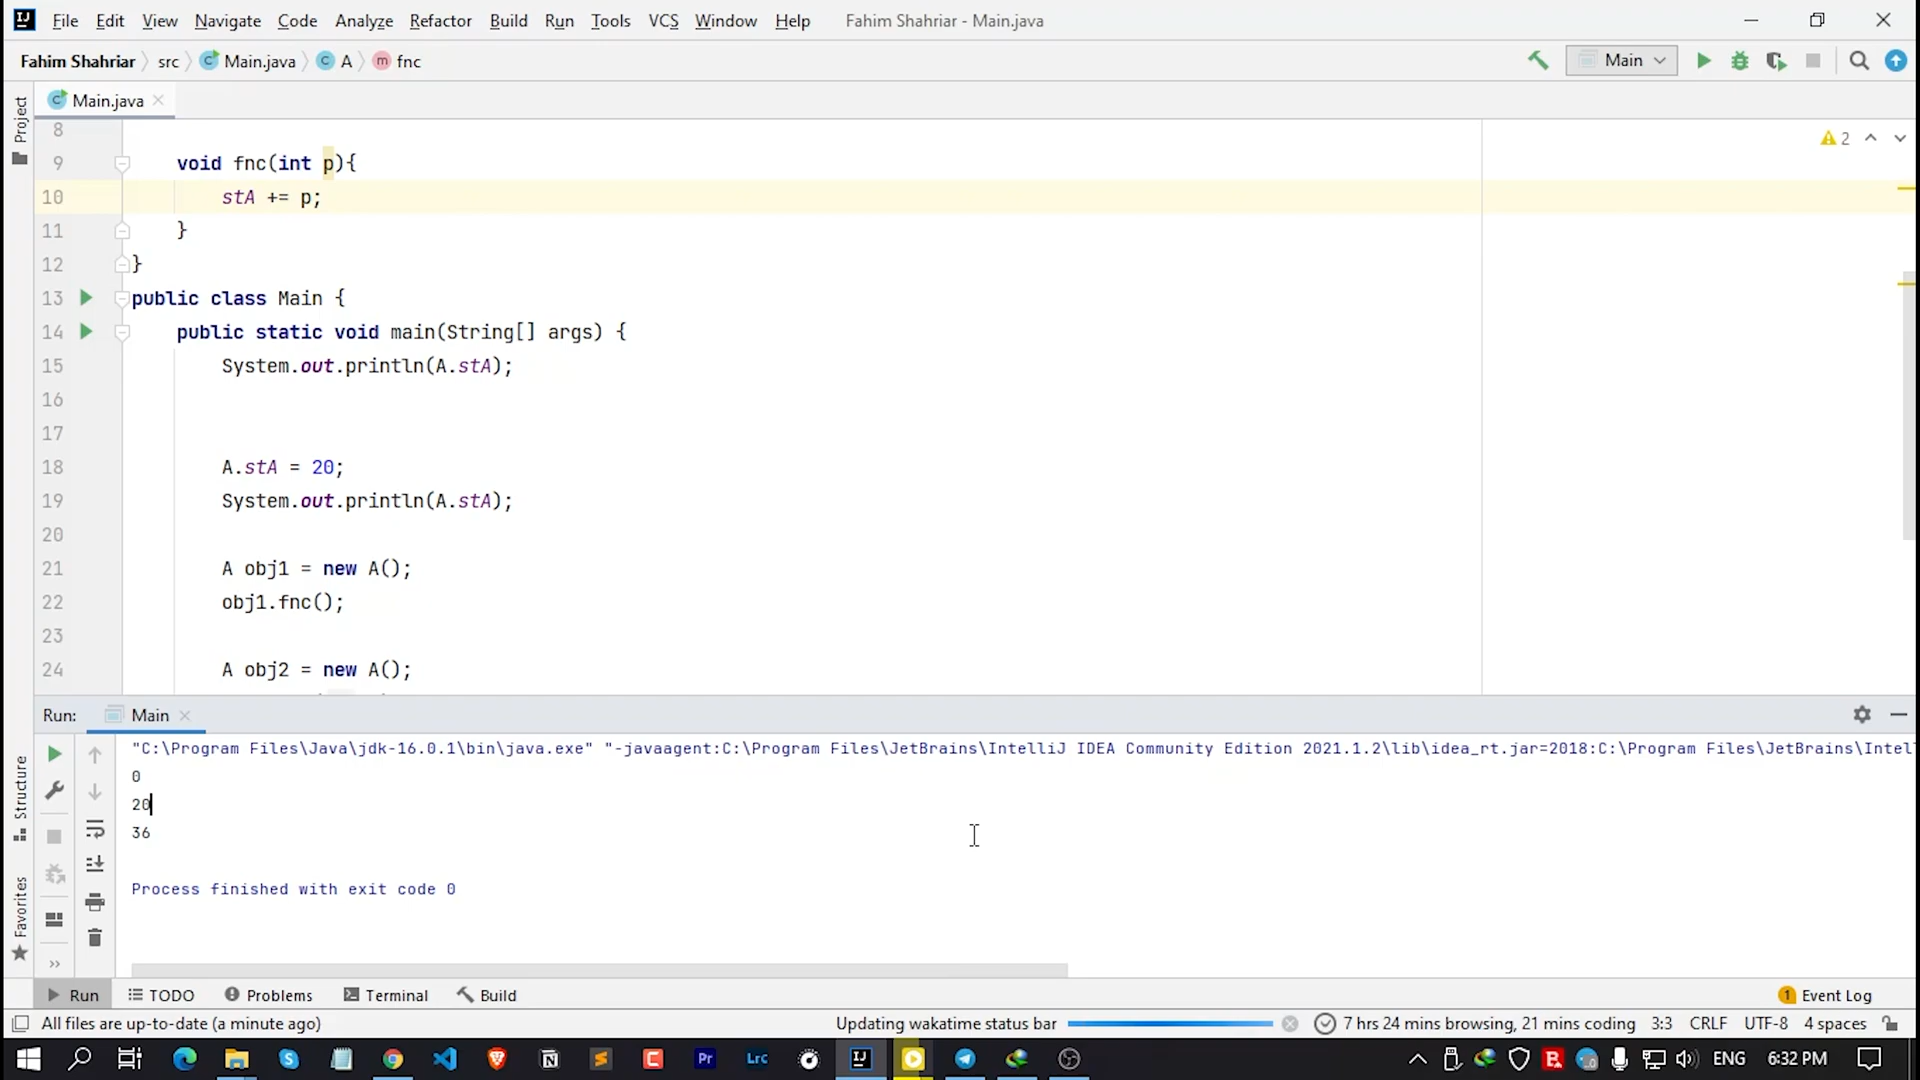 File Edit View Navigate Code Analyze Refactor Build Run Tools VCS Window Help Fahim Shahriar - Main.java
Fahim Shahriar src Main.java A fnc Main
Main.java
Project
8
9 void fnc(int p){ 2
10 stA += p;
11 }
12 }
13 public class Main {
14 public static void main(String[] args) {
15 System.out.println(A.stA);
16
17
18 A.stA = 20;
19 System.out.println(A.stA);
20
21 A obj1 = new A();
22 obj1.fnc();
23
24 A obj2 = new A();
Run: Main
"C:\Program Files\Java\jdk-16.0.1\bin\java.exe" "-javaagent:C:\Program Files\JetBrains\IntelliJ IDEA Community Edition 2021.1.2\lib\idea_rt.jar=2018:C:\Program Files\JetBrains\Intel
0
20
36
Process finished with exit code 0
Structure
Favorites
Run TODO Problems Terminal Build 1 Event Log
All files are up-to-date (a minute ago) Updating wakatime status bar 7 hrs 24 mins browsing, 21 mins coding 3:3 CRLF UTF-8 4 spaces
Pr Lrc ENG 6:32 PM